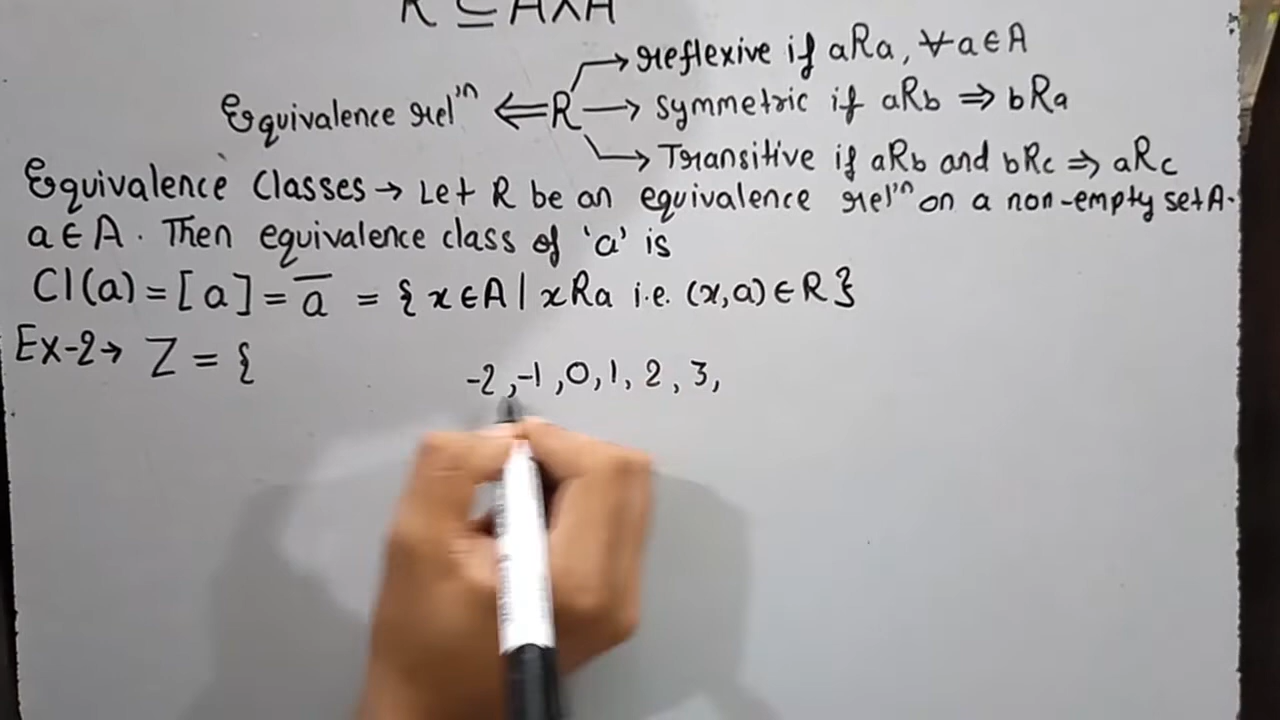 R ⊆ A×A
→ reflexive if aRa, ∀ a ∈ A
Equivalence rel'n ⇐ R → symmetric if aRb ⇒ bRa
→ Transitive if aRb and bRc ⇒ aRc
Equivalence Classes → Let R be an equivalence rel'n on a non-empty set A.
a ∈ A. Then equivalence class of 'a' is
Cl(a) = [a] = a̅ = { x ∈ A | xRa i.e. (x,a) ∈ R }
Ex-2 → Z = { -2, -1, 0, 1, 2, 3,